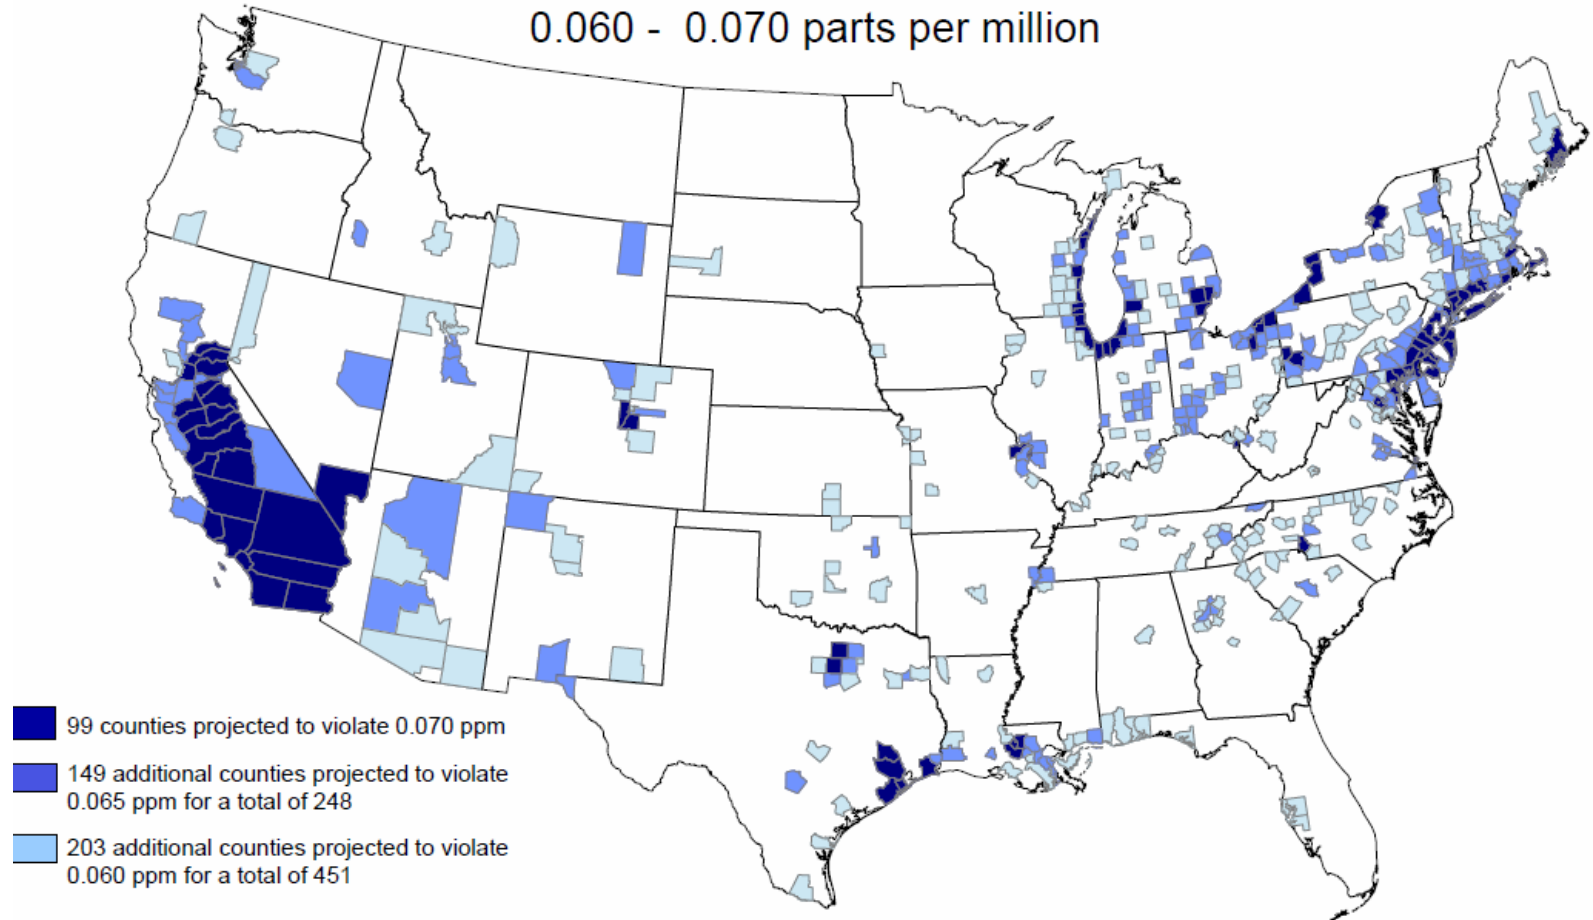 0.060 - 0.070 parts per million
99 counties projected to violate 0.070 ppm
149 additional counties projected to violate
0.065 ppm for a total of 248
203 additional counties projected to violate
0.060 ppm for a total of 451